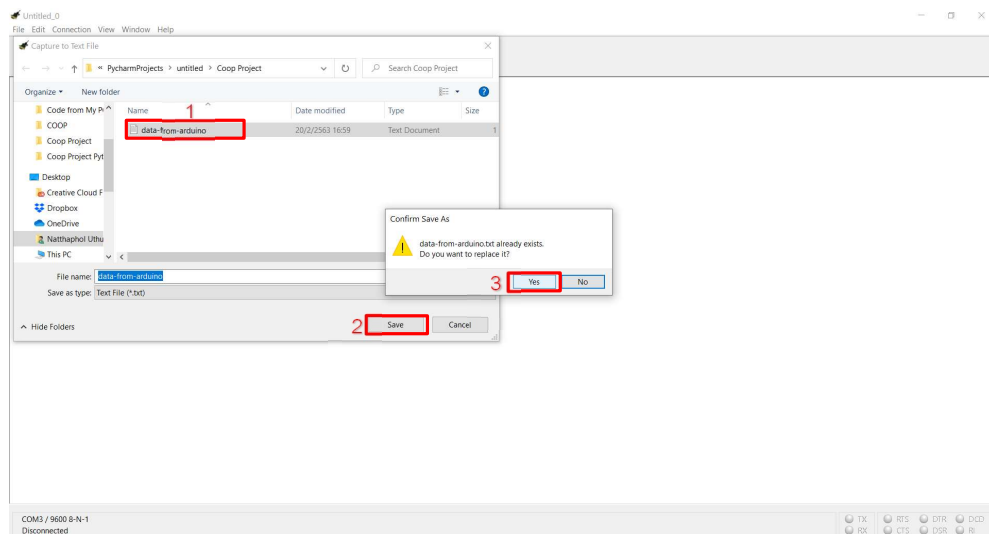 Untitled_0
File Edit Connection View Window Help
Capture to Text File
« PycharmProjects > untitled > Coop Project
Search Coop Project
Organize
New folder
Code from My
COOP
Coop Project
Coop Project Pyt
Desktop
Creative Cloud F
Dropbox
OneDrive
Natthaphol Uthu
This PC
Name Date modified Type Size
1
data-from-arduino 20/2/2563 16:59 Text Document 1
File name: data-from-arduino
Save as type: Text File (*.txt)
Hide Folders
2
Save
Cancel
Confirm Save As
data-from-arduino.txt already exists.
Do you want to replace it?
3
Yes
No
COM3 / 9600 8-N-1
Disconnected
TX RTS DTR DCD
RX CTS DSR RI